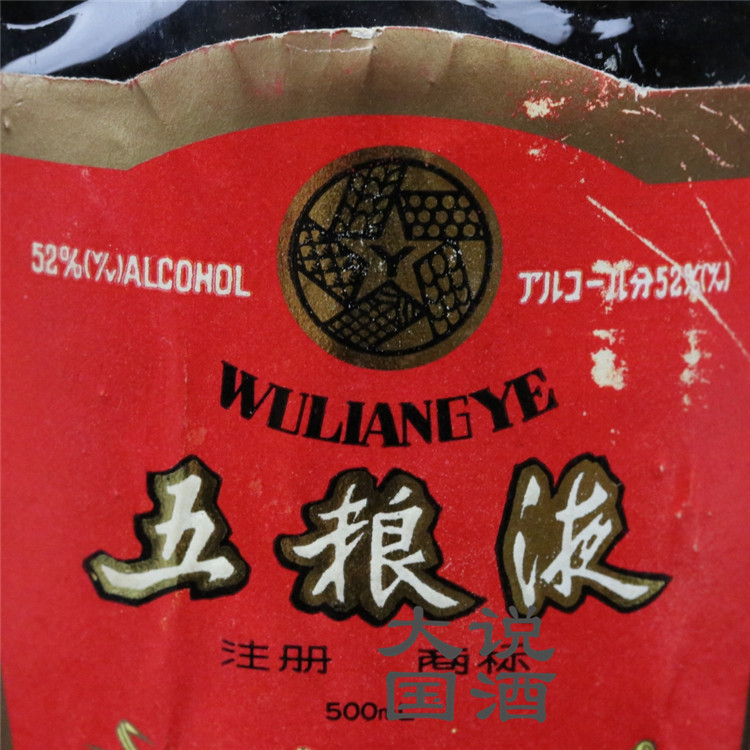 52%(V/V)ALCOHOL
アルコール分52%(V/V)
WULIANGYE
五粮液
注册 商标
500mL
大说
国酒